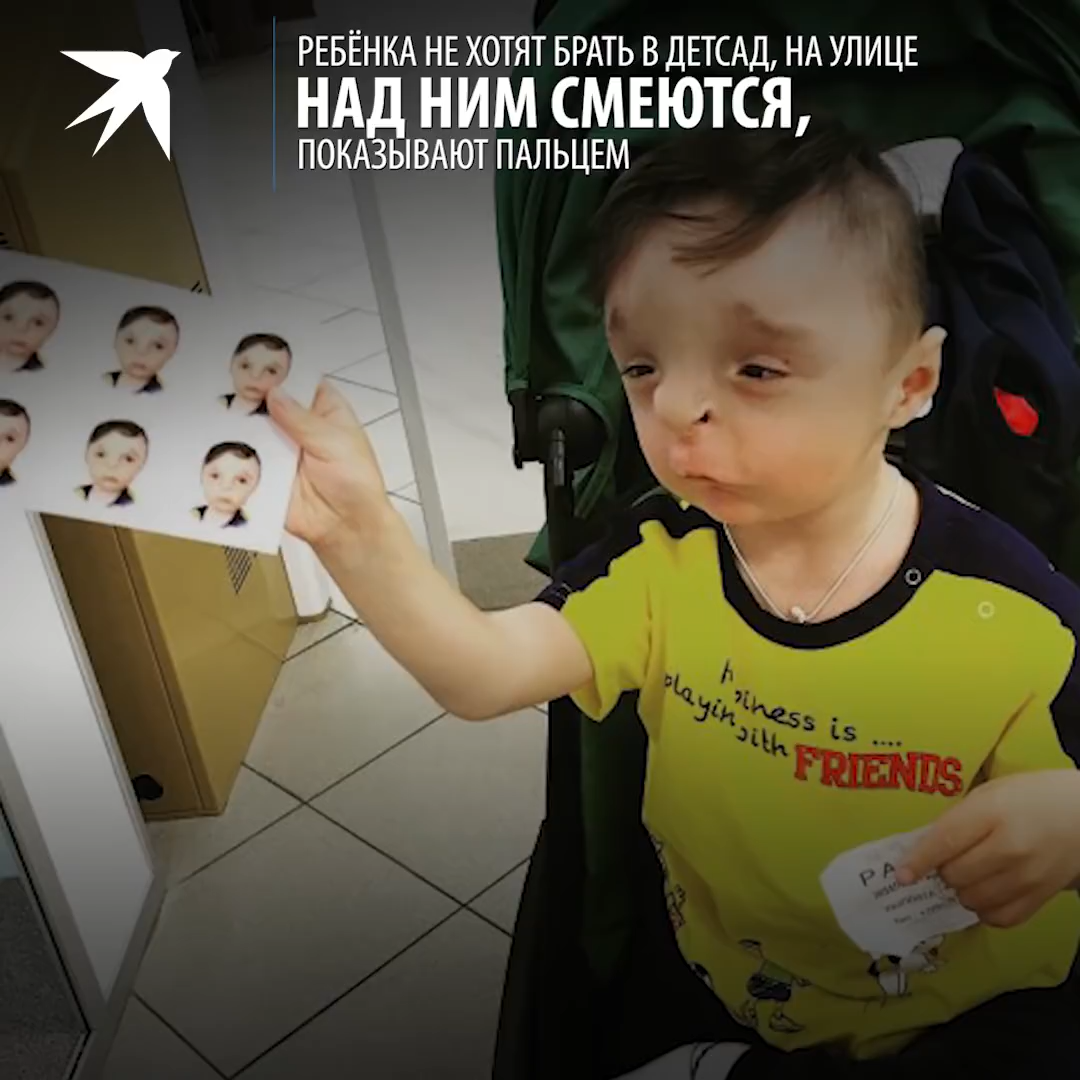 РЕБЁНКА НЕ ХОТЯТ БРАТЬ В ДЕТСАД, НА УЛИЦЕ
НАД НИМ СМЕЮТСЯ,
ПОКАЗЫВАЮТ ПАЛЬЦЕМ
is ....
FRIENDS